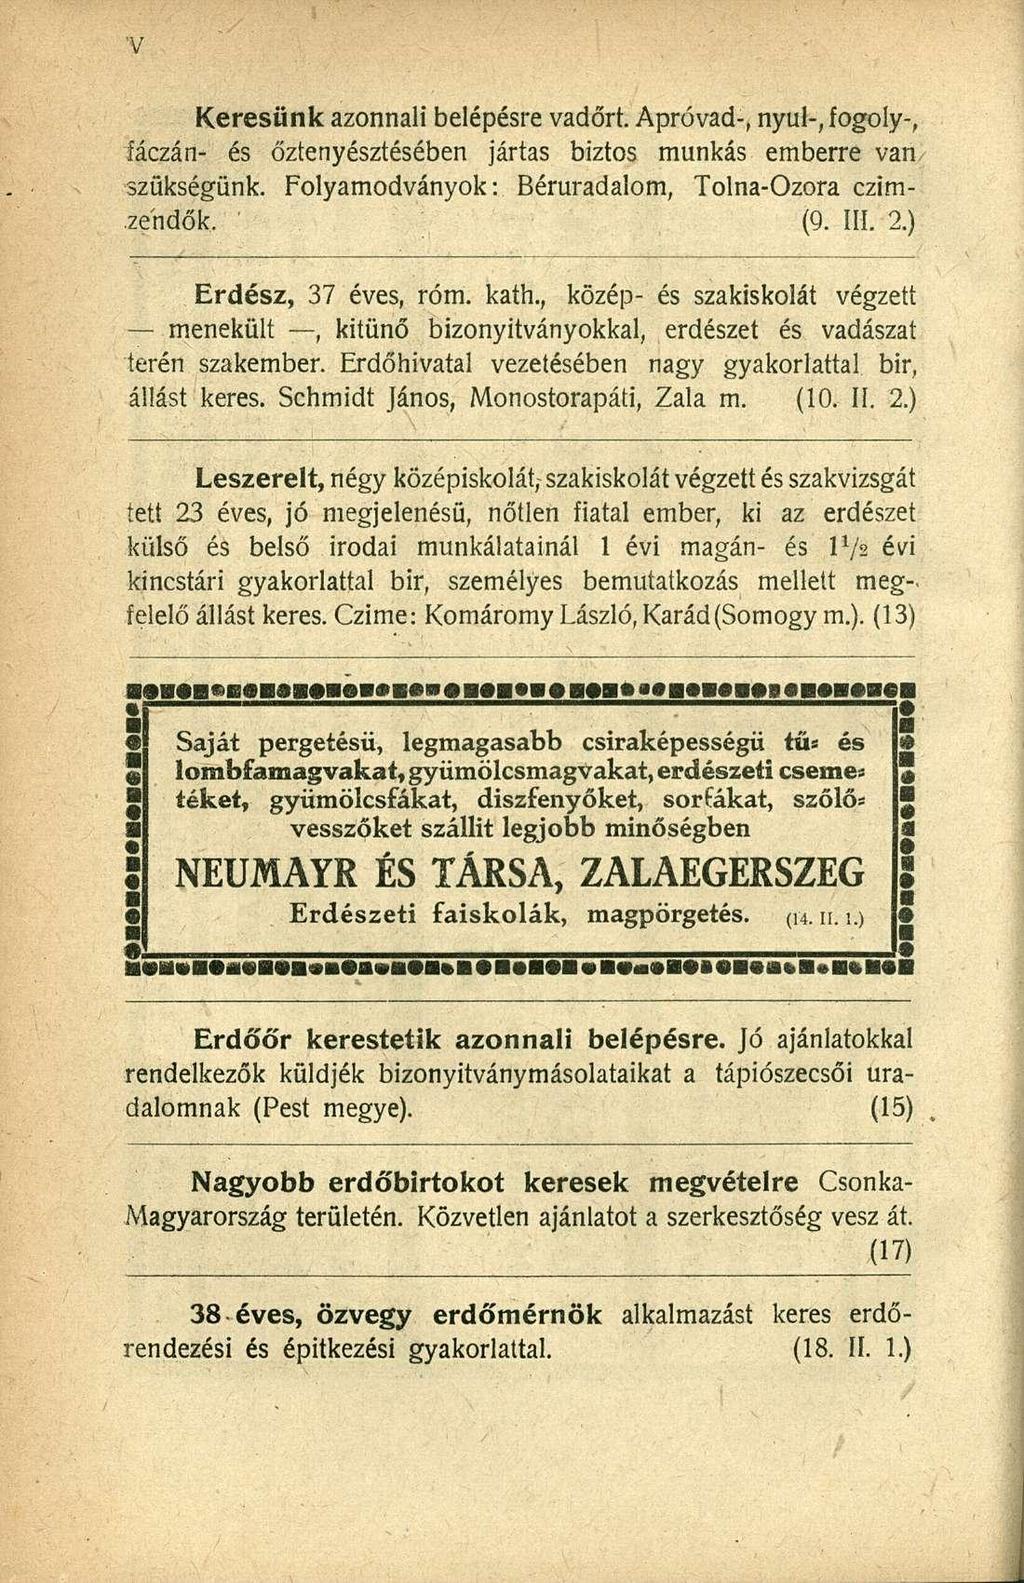 V
Keresünk azonnali belépésre vadőrt. Apróvad-, nyul-, fogoly-,
fáczán- és őztenyésztésében jártas biztos munkás emberre van
szükségünk. Folyamodványok: Béruradalom, Tolna-Ozora czim-
zendők. (9. III. 2.)
Erdész, 37 éves, róm. kath., közép- és szakiskolát végzett
— menekült —, kitünő bizonyitványokkal, erdészet és vadászat
terén szakember. Erdőhivatal vezetésében nagy gyakorlattal bir,
állást keres. Schmidt János, Monostorapáti, Zala m. (10. II. 2.)
Leszerelt, négy középiskolát, szakiskolát végzett és szakvizsgát
tett 23 éves, jó megjelenésü, nőtlen fiatal ember, ki az erdészet
külső és belső irodai munkálatainál 1 évi magán- és 1½ évi
kincstári gyakorlattal bir, személyes bemutatkozás mellett meg-
felelő állást keres. Czime: Komáromy László, Karád (Somogy m.). (13)
Saját pergetésü, legmagasabb csiraképességü tű- és
lombfamagvakat, gyümölcsmagvakat, erdészeti cseme-
téket, gyümölcsfákat, diszfenyőket, sorfákat, szőlő-
vesszőket szállit legjobb minőségben
NEUMAYR ÉS TÁRSA, ZALAEGERSZEG
Erdészeti faiskolák, magpörgetés. (14. II. 1.)
Erdőőr kerestetik azonnali belépésre. Jó ajánlatokkal
rendelkezők küldjék bizonyitványmásolataikat a tápiószecsői ura-
dalomnak (Pest megye). (15)
Nagyobb erdőbirtokot keresek megvételre Csonka-
Magyarország területén. Közvetlen ajánlatot a szerkesztőség vesz át.
(17)
38 éves, özvegy erdőmérnök alkalmazást keres erdő-
rendezési és épitkezési gyakorlattal. (18. II. 1.)